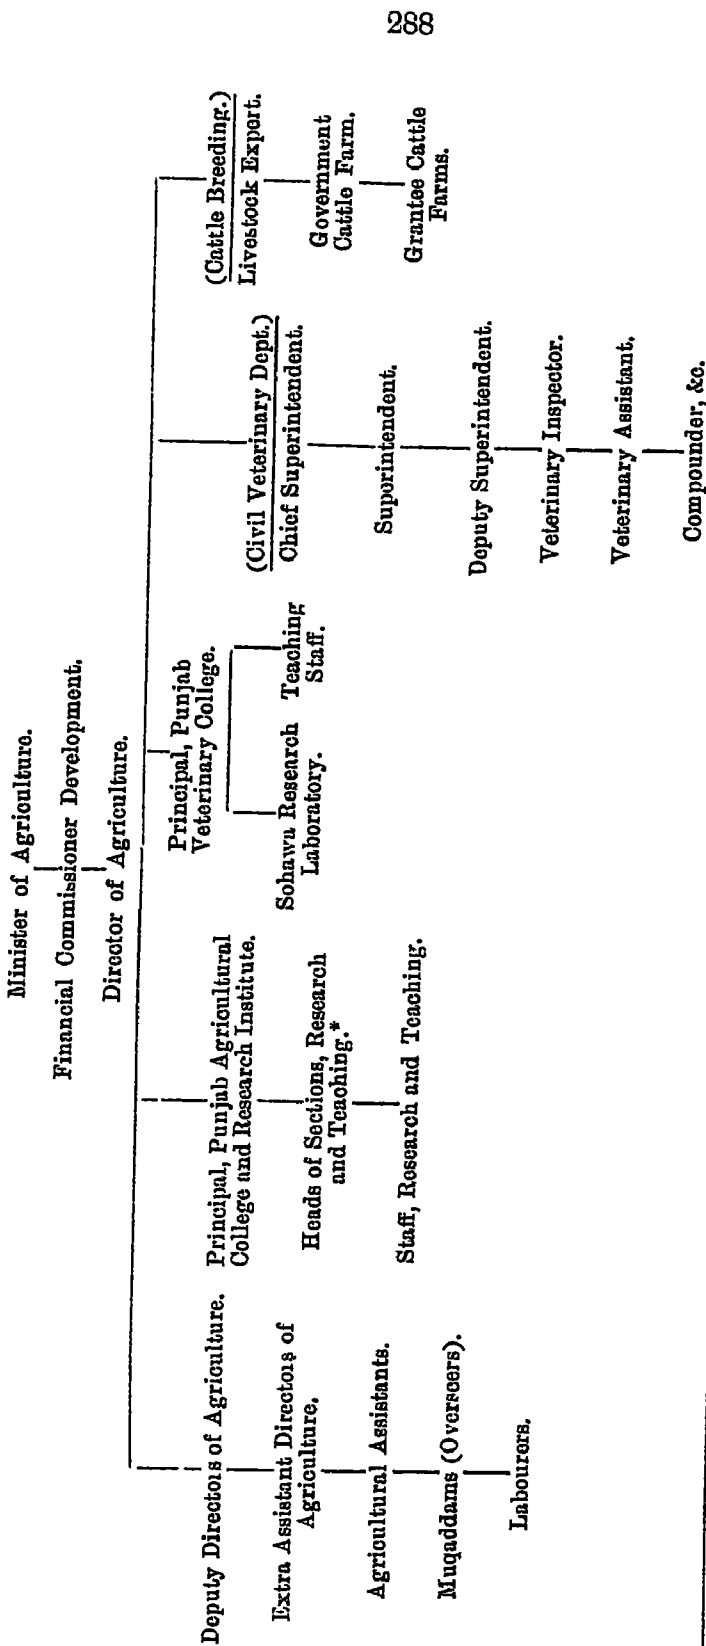 288
Minister of Agriculture.
Financial Commissioner Development.
Director of Agriculture.
Deputy Directors of Agriculture.
Extra Assistant Directors of
Agriculture.
Agricultural Assistants.
Muqaddams (Overseers).
Labourers.
Principal, Punjab Agricultural
College and Research Institute.
Heads of Sections, Research
and Teaching.*
Staff, Research and Teaching.
Principal, Punjab
Veterinary College.
Sohawa Research
Laboratory.
Teaching
Staff.
(Civil Veterinary Dept.)
Chief Superintendent.
Superintendent.
Deputy Superintendent.
Veterinary Inspector.
Veterinary Assistant.
Compounder, &c.
(Cattle Breeding.)
Livestock Expert.
Government
Cattle Farm.
Grantee Cattle
Farms.